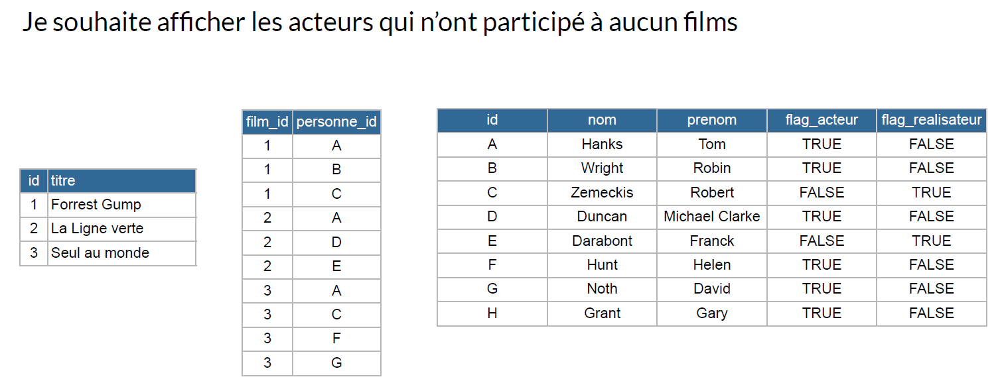 Je souhaite afficher les acteurs qui n’ont participé à aucun films
id titre
1 Forrest Gump
2 La Ligne verte
3 Seul au monde
film_id personne_id
1 A
1 B
1 C
2 A
2 D
2 E
3 A
3 C
3 F
3 G
id nom prenom flag_acteur flag_realisateur
A Hanks Tom TRUE FALSE
B Wright Robin TRUE FALSE
C Zemeckis Robert FALSE TRUE
D Duncan Michael Clarke TRUE FALSE
E Darabont Franck FALSE TRUE
F Hunt Helen TRUE FALSE
G Noth David TRUE FALSE
H Grant Gary TRUE FALSE